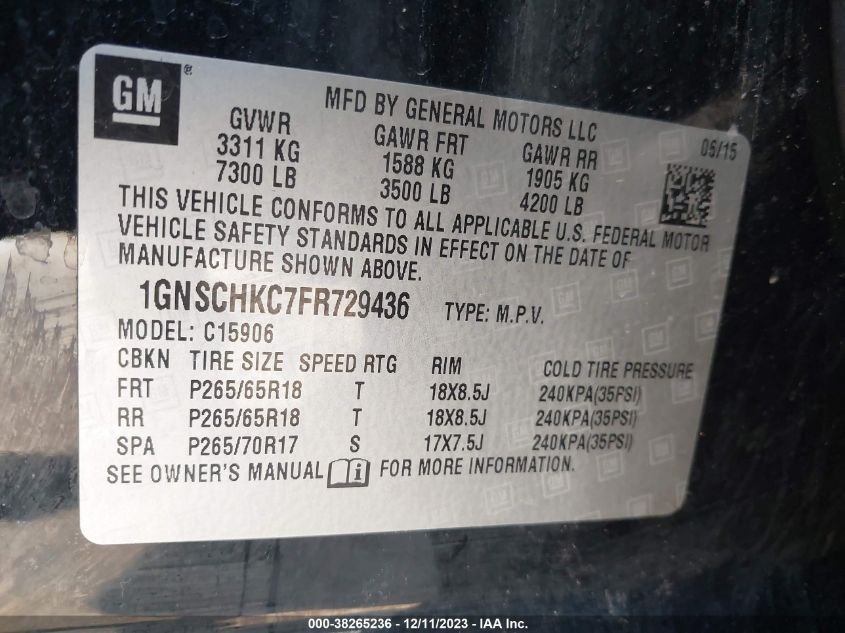 GM®
MFD BY GENERAL MOTORS LLC
06/15
GVWR GAWR FRT GAWR RR
3311 KG 1588 KG 1905 KG
7300 LB 3500 LB 4200 LB
THIS VEHICLE CONFORMS TO ALL APPLICABLE U.S. FEDERAL MOTOR
VEHICLE SAFETY STANDARDS IN EFFECT ON THE DATE OF
MANUFACTURE SHOWN ABOVE.
1GNSCHKC7FR729436 TYPE: M.P.V.
MODEL: C15906
CBKN TIRE SIZE SPEED RTG RIM COLD TIRE PRESSURE
FRT P265/65R18 T 18X8.5J 240KPA(35PSI)
RR P265/65R18 T 18X8.5J 240KPA(35PSI)
SPA P265/70R17 S 17X7.5J 240KPA(35PSI)
SEE OWNER'S MANUAL i FOR MORE INFORMATION.
000-38265236 - 12/11/2023 - IAA Inc.